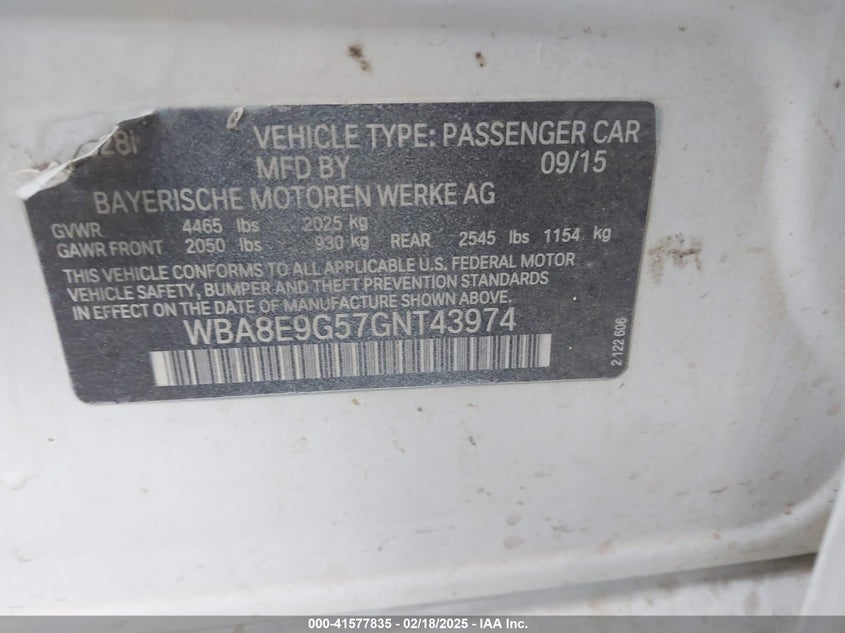 28i
VEHICLE TYPE: PASSENGER CAR
MFD BY 09/15
BAYERISCHE MOTOREN WERKE AG
GVWR 4465 lbs 2025 kg
GAWR FRONT 2050 lbs 930 kg REAR 2545 lbs 1154 kg
THIS VEHICLE CONFORMS TO ALL APPLICABLE U.S. FEDERAL MOTOR
VEHICLE SAFETY, BUMPER AND THEFT PREVENTION STANDARDS
IN EFFECT ON THE DATE OF MANUFACTURE SHOWN ABOVE.
WBA8E9G57GNT43974
2 122 606
000-41577835 - 02/18/2025 - IAA Inc.